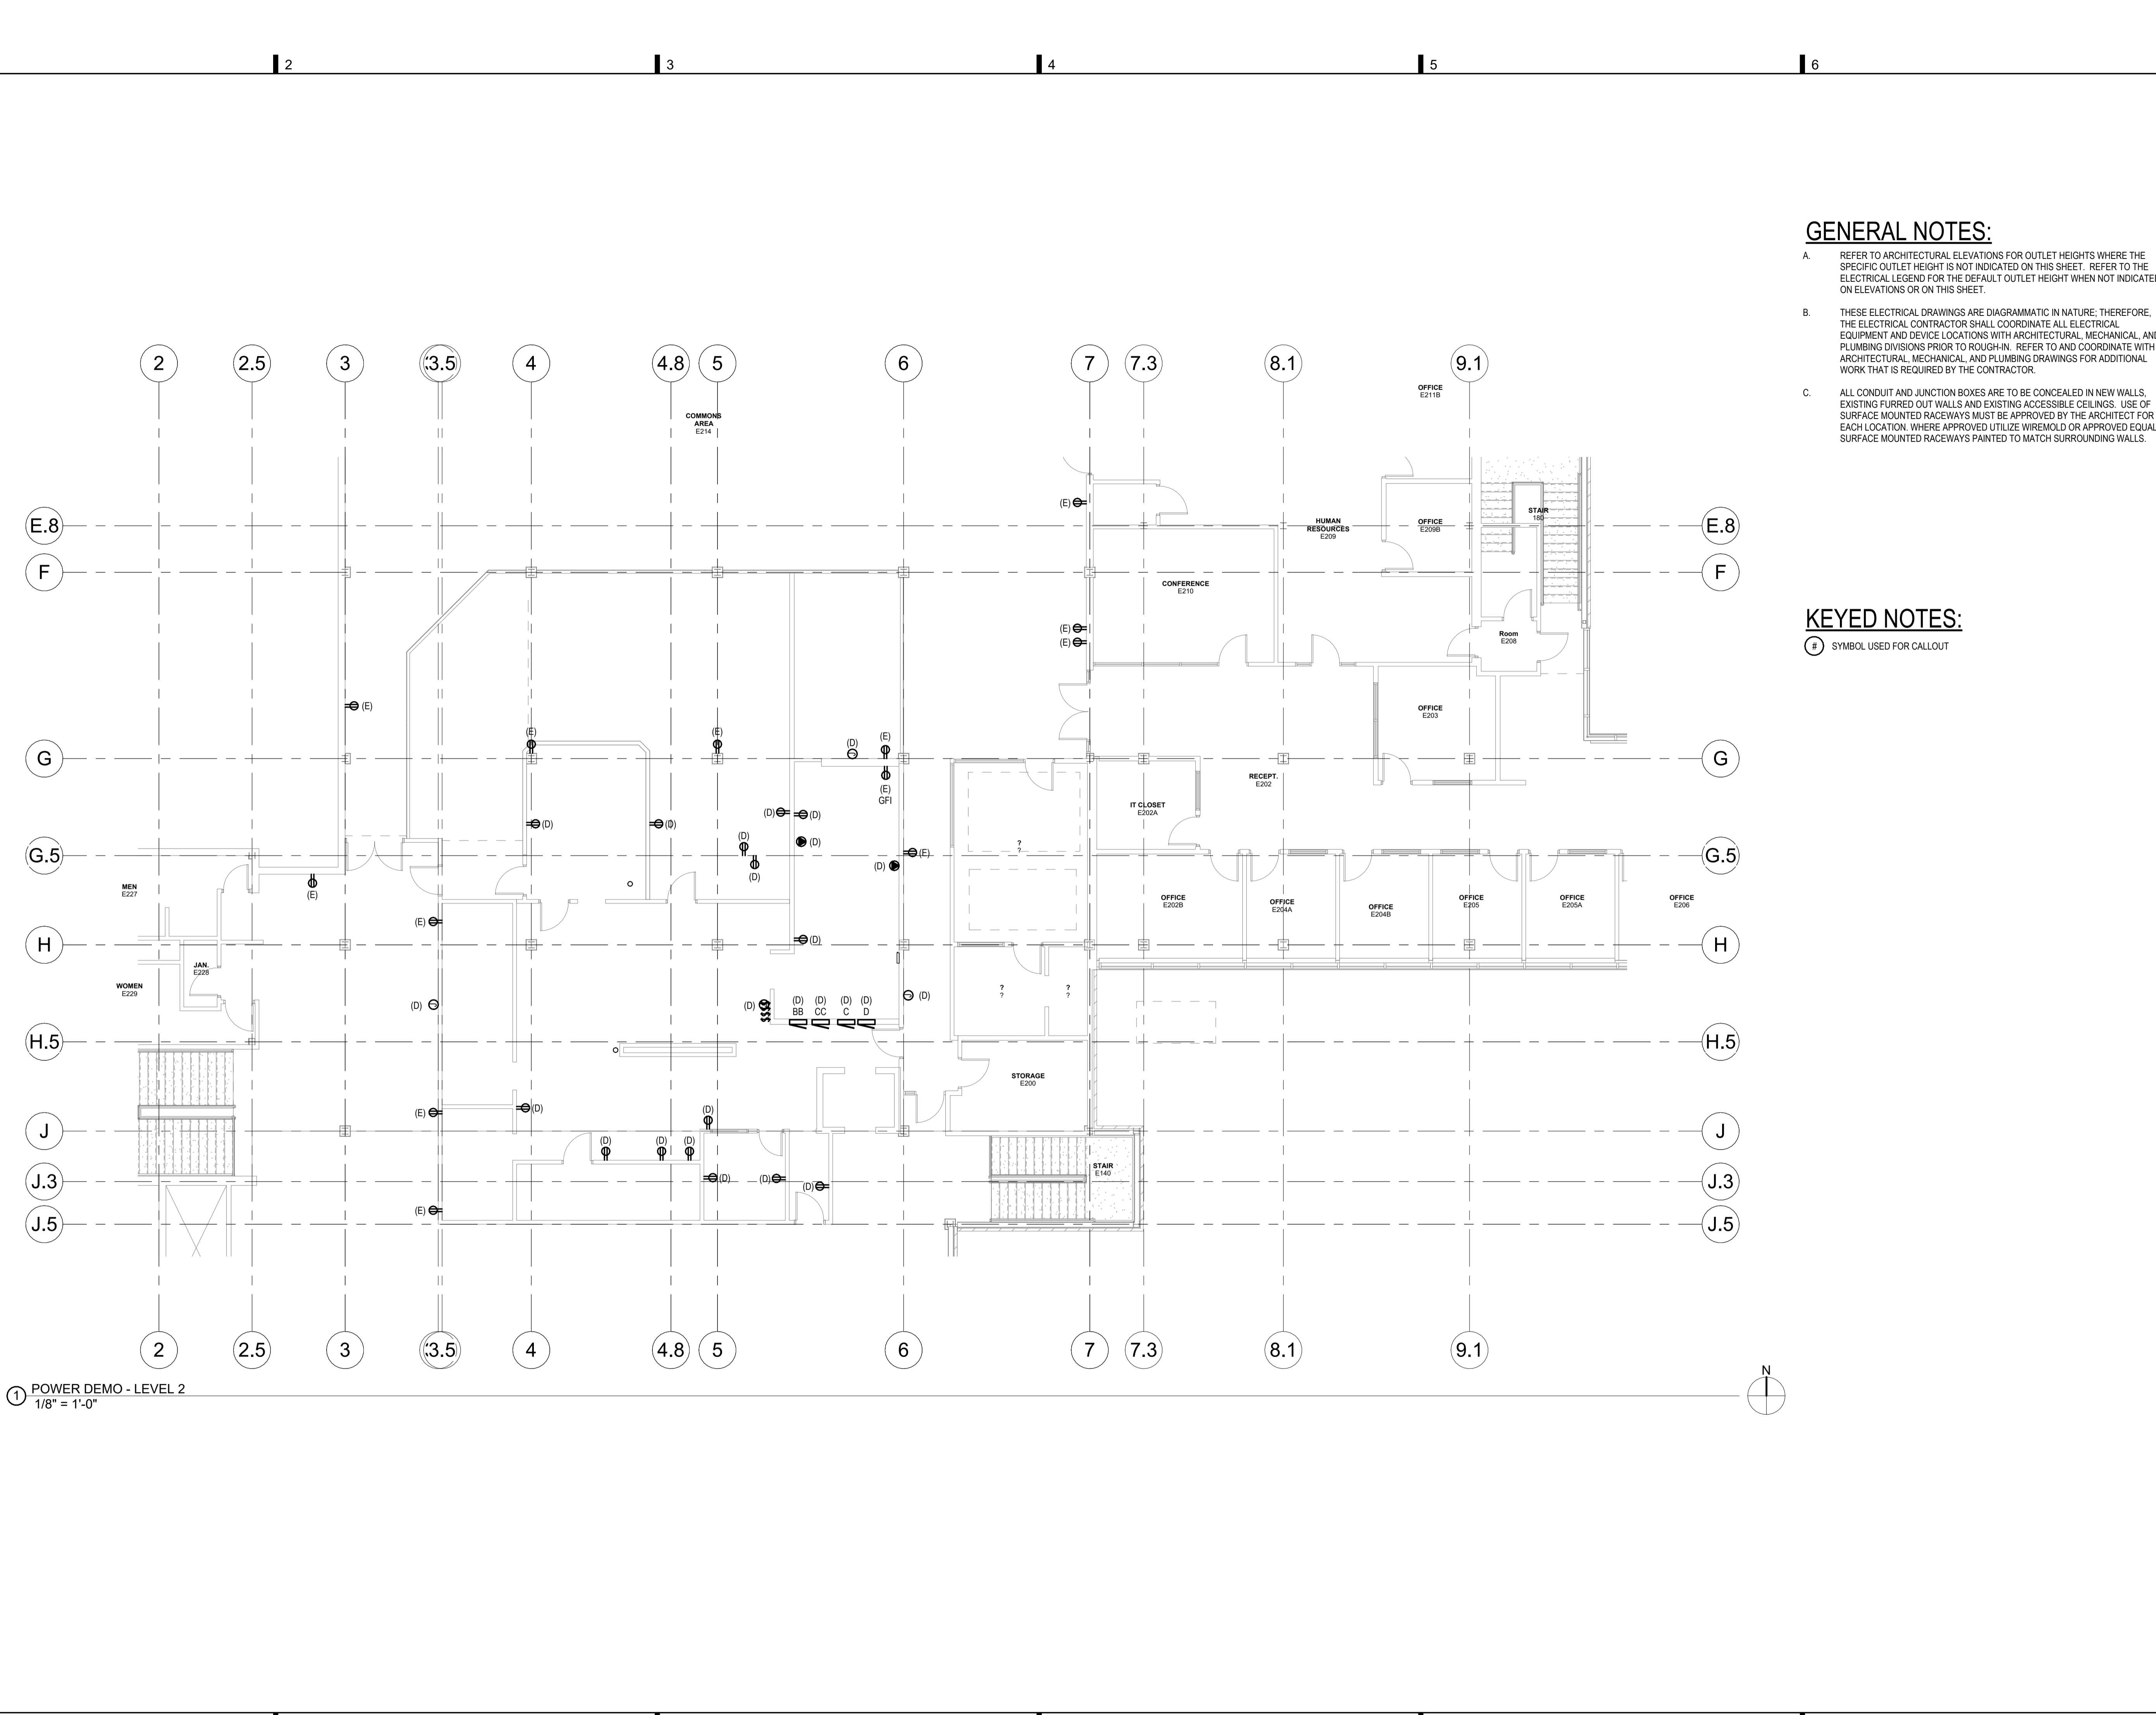 2
3
4
5
6
GENERAL NOTES:
A. REFER TO ARCHITECTURAL ELEVATIONS FOR OUTLET HEIGHTS WHERE THE
SPECIFIC OUTLET HEIGHT IS NOT INDICATED ON THIS SHEET. REFER TO THE
ELECTRICAL LEGEND FOR THE DEFAULT OUTLET HEIGHT WHEN NOT
ON ELEVATIONS OR ON THIS SHEET.
B. THESE ELECTRICAL DRAWINGS ARE DIAGRAMMATIC IN NATURE; THEREFORE,
THE ELECTRICAL CONTRACTOR SHALL COORDINATE ALL ELECTRICAL
EQUIPMENT AND DEVICE LOCATIONS WITH ARCHITECTURAL, MECHANICAL,
PLUMBING DIVISIONS PRIOR TO ROUGH-IN. REFER TO AND COORDINATE WITH
ARCHITECTURAL, MECHANICAL, AND PLUMBING DRAWINGS FOR ADDITIONAL
WORK THAT IS REQUIRED BY THE CONTRACTOR.
C. ALL CONDUIT AND JUNCTION BOXES ARE TO BE CONCEALED IN NEW WALLS,
EXISTING FURRED OUT WALLS AND EXISTING ACCESSIBLE CEILINGS. USE OF
SURFACE MOUNTED RACEWAYS MUST BE APPROVED BY THE ARCHITECT FOR
EACH LOCATION. WHERE APPROVED UTILIZE WIREMOLD OR APPROVED EQUAL
SURFACE MOUNTED RACEWAYS PAINTED TO MATCH SURROUNDING WALLS.
KEYED NOTES:
# SYMBOL USED FOR CALLOUT
2
2.5
3
3.5
4
4.8
5
6
7
7.3
8.1
9.1
OFFICE
E211B
COMMONS
AREA
E214
(E)
STAIR
180
HUMAN
RESOURCES
E209
OFFICE
E209B
E.8
E.8
F
F
CONFERENCE
E210
(E)
(E)
Room
E208
(E)
OFFICE
E203
(E)
(E)
(D)
(E)
G
G
RECEPT.
E202
(E)
GFI
IT CLOSET
E202A
(D)
(D)
(D)
(D)
(D)
(D)
?
?
G.5
(E)
G.5
(D)
(D)
(D)
MEN
E227
(E)
OFFICE
E202B
OFFICE
E204A
OFFICE
E204B
OFFICE
E205
OFFICE
E205A
OFFICE
E206
(E)
(D)
H
H
JAN.
E228
WOMEN
E229
?
?
?
?
(D)
(D)
(D)
BB
(D)
CC
(D)
C
(D)
D
(D)
H.5
H.5
STORAGE
E200
(E)
(D)
(D)
J
J
(D)
(D)
(D)
STAIR
E140
(D)
(D)
(D)
J.3
J.3
(E)
J.5
J.5
2
2.5
3
3.5
4
4.8
5
6
7
7.3
8.1
9.1
1 POWER DEMO - LEVEL 2
1/8" = 1'-0"
N